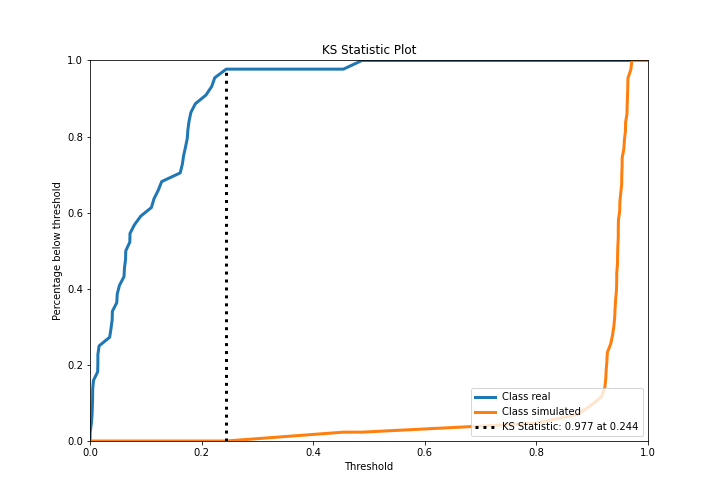 KS Statistic Plot
1.0
0.8
0.6
0.4
0.2
0.0
Percentage below threshold
0.0 0.2 0.4 0.6 0.8 1.0
Threshold
Class real
Class simulated
KS Statistic: 0.977 at 0.244